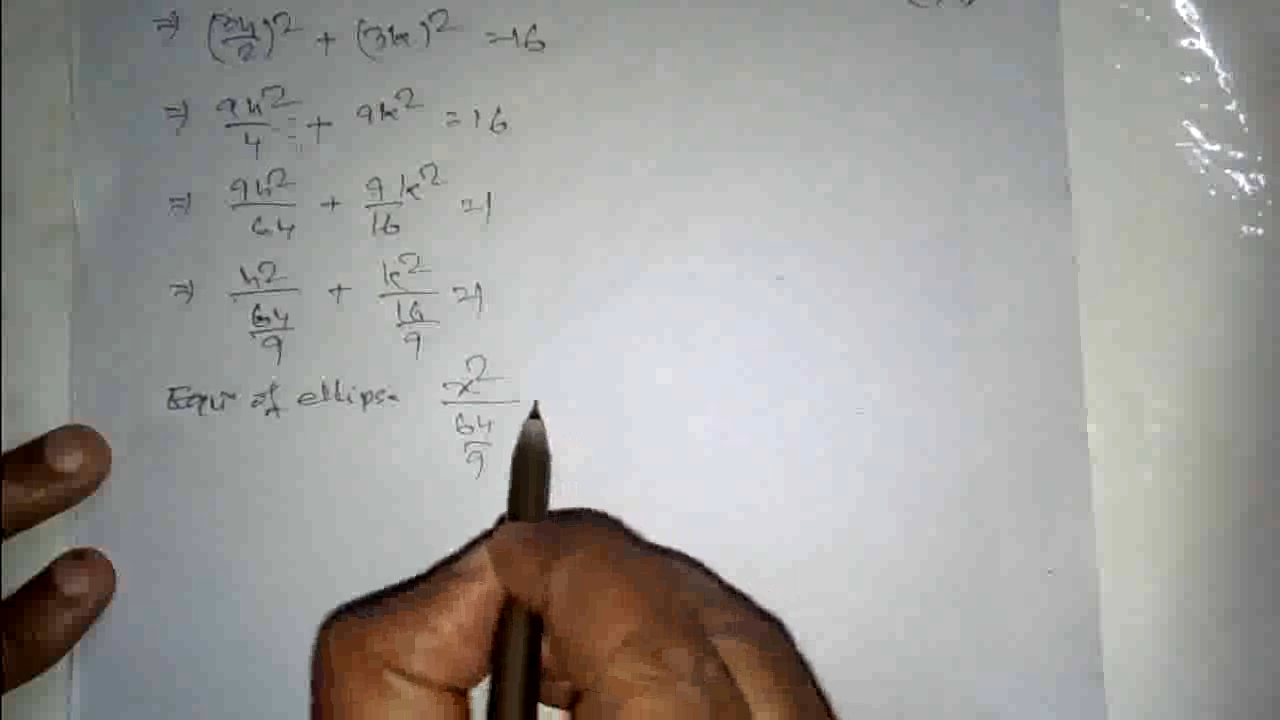 ⇒ (3h/2)² + (3k)² = 16
⇒ 9h²/4 + 9k² = 16
⇒ 9h²/64 + 9k²/16 = 1
⇒ h²/(64/9) + k²/(16/9) = 1
Equn of ellipse x²/(64/9)